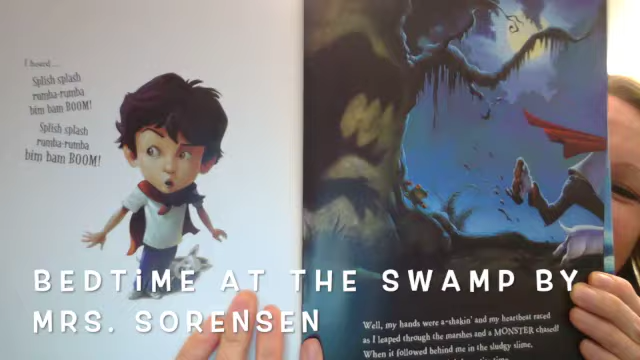 I heard...
Splish splash
rumba-rumba
bim bam BOOM!
Splish splash
rumba-rumba
bim bam BOOM!
BEDTIME AT THE SWAMP BY
MRS. SORENSEN
Well, my hands were a-shakin' and my heartbeat raced
as I leaped through the marshes and a MONSTER chased!
When it followed behind me in the sludgy slime,